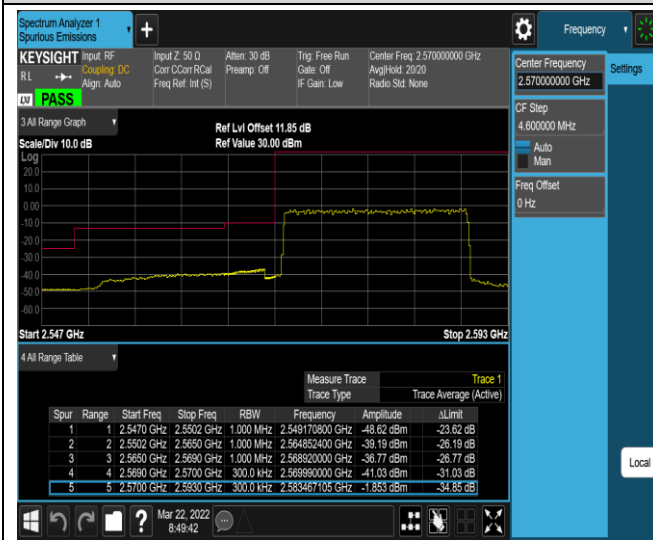 Spectrum Analyzer 1
Spurious Emissions
+
Frequency
KEYSIGHT Input: RF
RL
Coupling: DC
Align: Auto
Input Z: 50 Ω
Corr CCorr RCal
Freq Ref: Int (S)
Atten: 30 dB
Preamp: Off
Trig: Free Run
Gate: Off
IF Gain: Low
Center Freq: 2.570000000 GHz
Avg|Hold: 20/20
Radio Std: None
LXI PASS
Center Frequency
2.570000000 GHz
Settings
CF Step
4.600000 MHz
Auto
Man
Freq Offset
0 Hz
3 All Range Graph
Scale/Div 10.0 dB
Ref Lvl Offset 11.85 dB
Ref Value 30.00 dBm
Log
20.0
10.0
0.00
-10.0
-20.0
-30.0
-40.0
-50.0
-60.0
Start 2.547 GHz
Stop 2.593 GHz
4 All Range Table
Measure Trace Trace 1
Trace Type Trace Average (Active)
Spur Range Start Freq Stop Freq RBW Frequency Amplitude ΔLimit
1 1 2.5470 GHz 2.5502 GHz 1.000 MHz 2.549170800 GHz -48.62 dBm -23.62 dB
2 2 2.5502 GHz 2.5650 GHz 1.000 MHz 2.564852400 GHz -39.19 dBm -26.19 dB
3 3 2.5650 GHz 2.5690 GHz 1.000 MHz 2.568920000 GHz -36.77 dBm -26.77 dB
4 4 2.5690 GHz 2.5700 GHz 300.0 kHz 2.569990000 GHz -41.03 dBm -31.03 dB
5 5 2.5700 GHz 2.5930 GHz 300.0 kHz 2.583467105 GHz -1.853 dBm -34.85 dB
Local
?
Mar 22, 2022
8:49:42